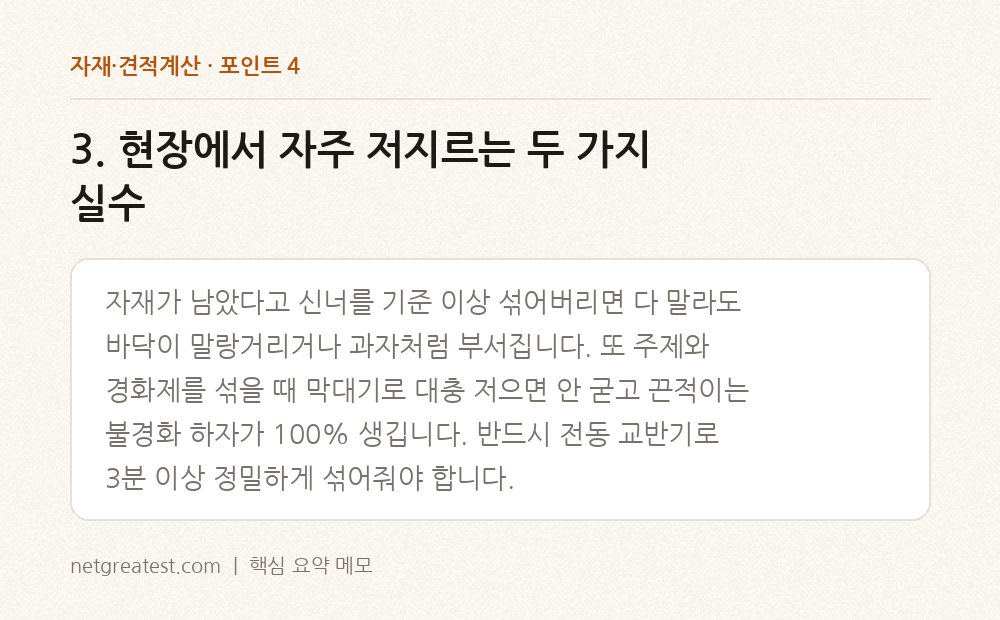 자재·견적계산 · 포인트 4
3. 현장에서 자주 저지르는 두 가지
실수
자재가 남았다고 신너를 기준 이상 섞어버리면 다 말라도
바닥이 말랑거리거나 과자처럼 부서집니다. 또 주제와
경화제를 섞을 때 막대기로 대충 저으면 안 굳고 끈적이는
불경화 하자가 100% 생깁니다. 반드시 전동 교반기로
3분 이상 정밀하게 섞어줘야 합니다.
netgreatest.com | 핵심 요약 메모